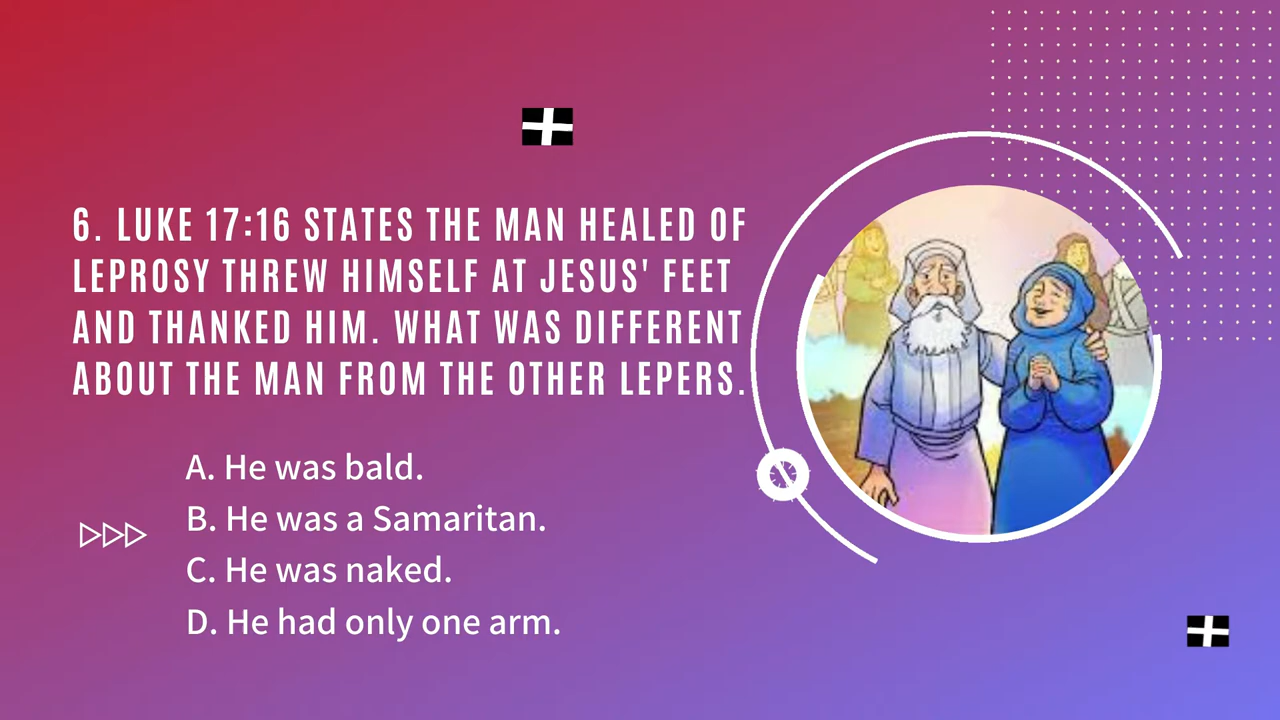 6. LUKE 17:16 STATES THE MAN HEALED OF
LEPROSY THREW HIMSELF AT JESUS' FEET
AND THANKED HIM. WHAT WAS DIFFERENT
ABOUT THE MAN FROM THE OTHER LEPERS.
A. He was bald.
B. He was a Samaritan.
C. He was naked.
D. He had only one arm.